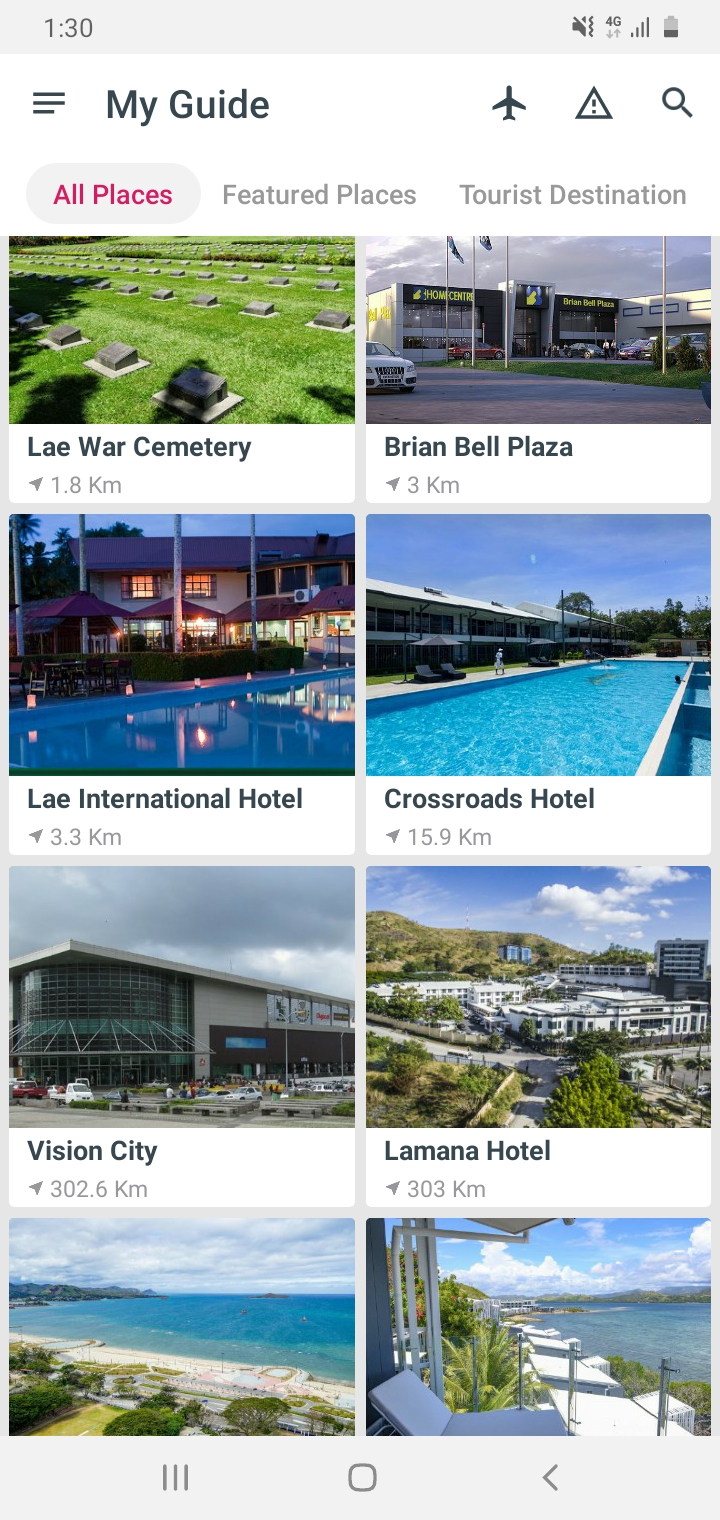 1:30
4G
My Guide
All Places
Featured Places
Tourist Destination
HOMECENTRE
Brian Bell Plaza
Lae War Cemetery
Brian Bell Plaza
1.8 Km
3 Km
Lae International Hotel
Crossroads Hotel
3.3 Km
15.9 Km
Vision City
Lamana Hotel
302.6 Km
303 Km